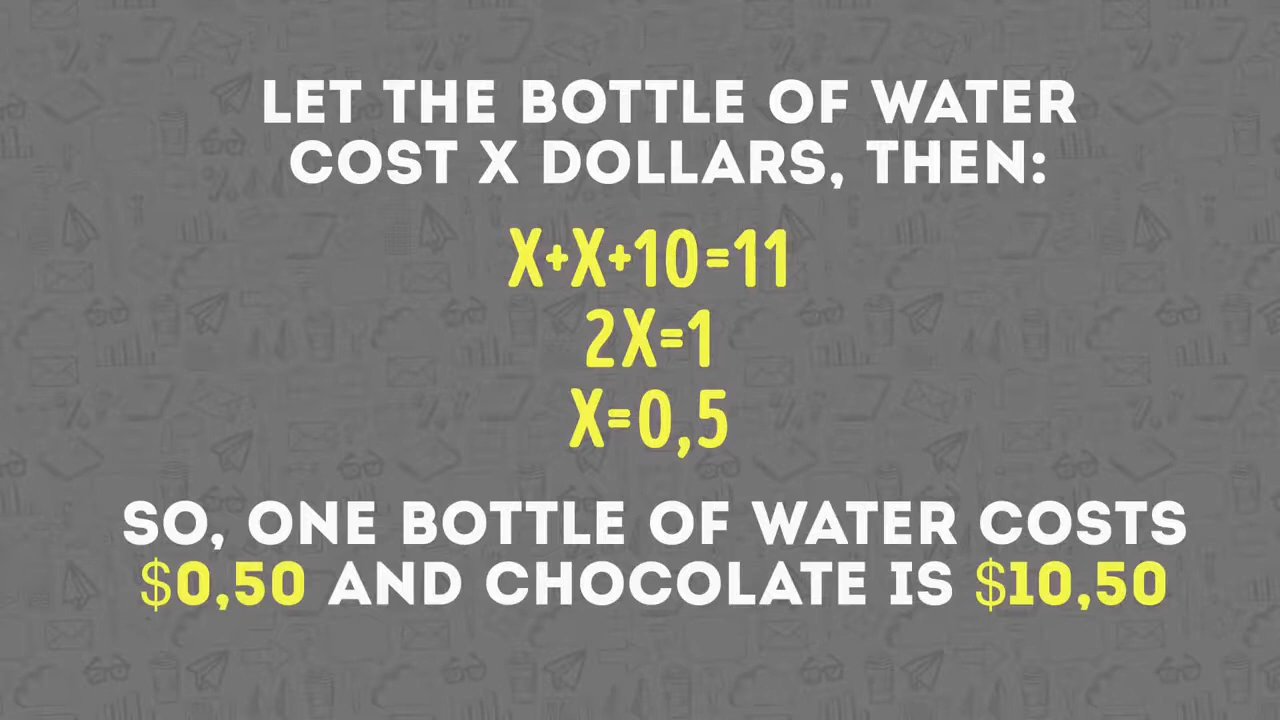 LET THE BOTTLE OF WATER
COST X DOLLARS, THEN:
X+X+10=11
2X=1
X=0,5
SO, ONE BOTTLE OF WATER COSTS
$0,50 AND CHOCOLATE IS $10,50